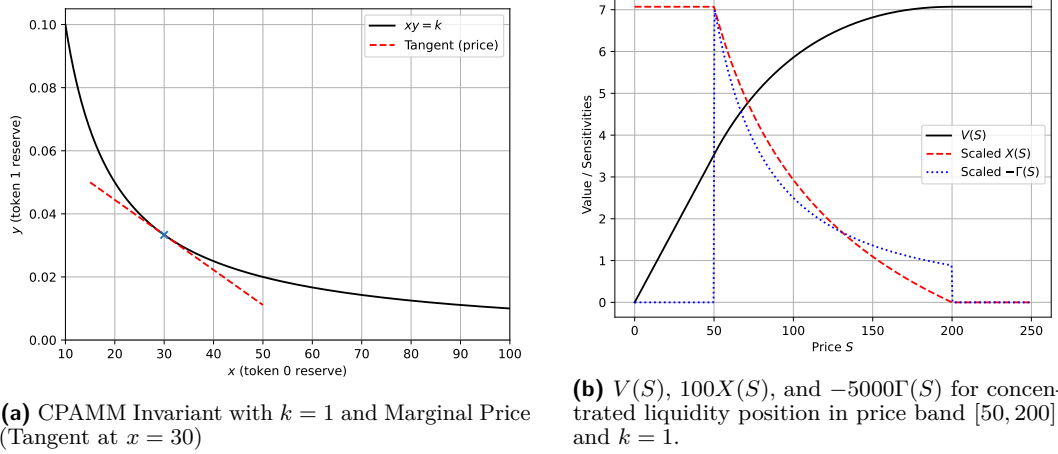 0.10
0.08
0.06
0.04
0.02
0.00
y (token 1 reserve)
10 20 30 40 50 60 70 80 90 100
x (token 0 reserve)
xy = k
Tangent (price)
(a) CPAMM Invariant with k = 1 and Marginal Price
(Tangent at x = 30)
7
6
5
4
3
2
1
0
Value / Sensitivities
0 50 100 150 200 250
Price S
V(S)
Scaled X(S)
Scaled −Γ(S)
(b) V(S), 100X(S), and −5000Γ(S) for concen-
trated liquidity position in price band [50, 200]
and k = 1.